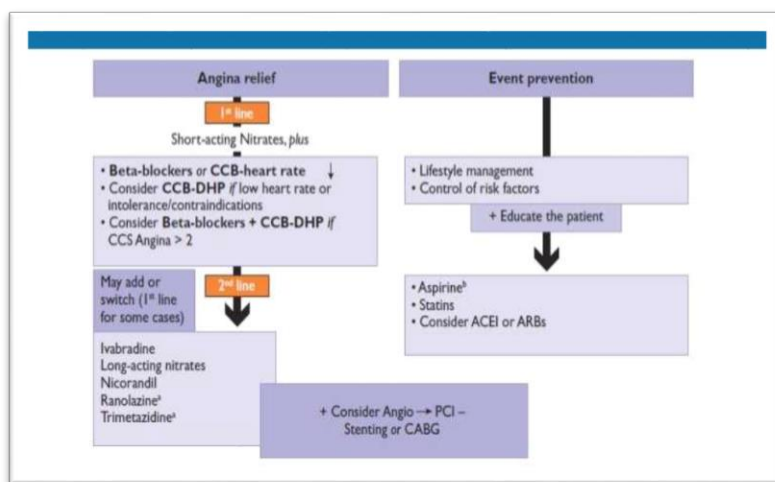 Angina relief
1st line
Short-acting Nitrates, plus
• Beta-blockers or CCB-heart rate ↓
• Consider CCB-DHP if low heart rate or
intolerance/contraindications
• Consider Beta-blockers + CCB-DHP if
CCS Angina > 2
May add or
switch (1st line
for some cases)
2nd line
Ivabradine
Long-acting nitrates
Nicorandil
Ranolazineª
Trimetazidineª
+ Consider Angio → PCI –
Stenting or CABG
Event prevention
• Lifestyle management
• Control of risk factors
+ Educate the patient
• Aspirineᵇ
• Statins
• Consider ACEI or ARBs